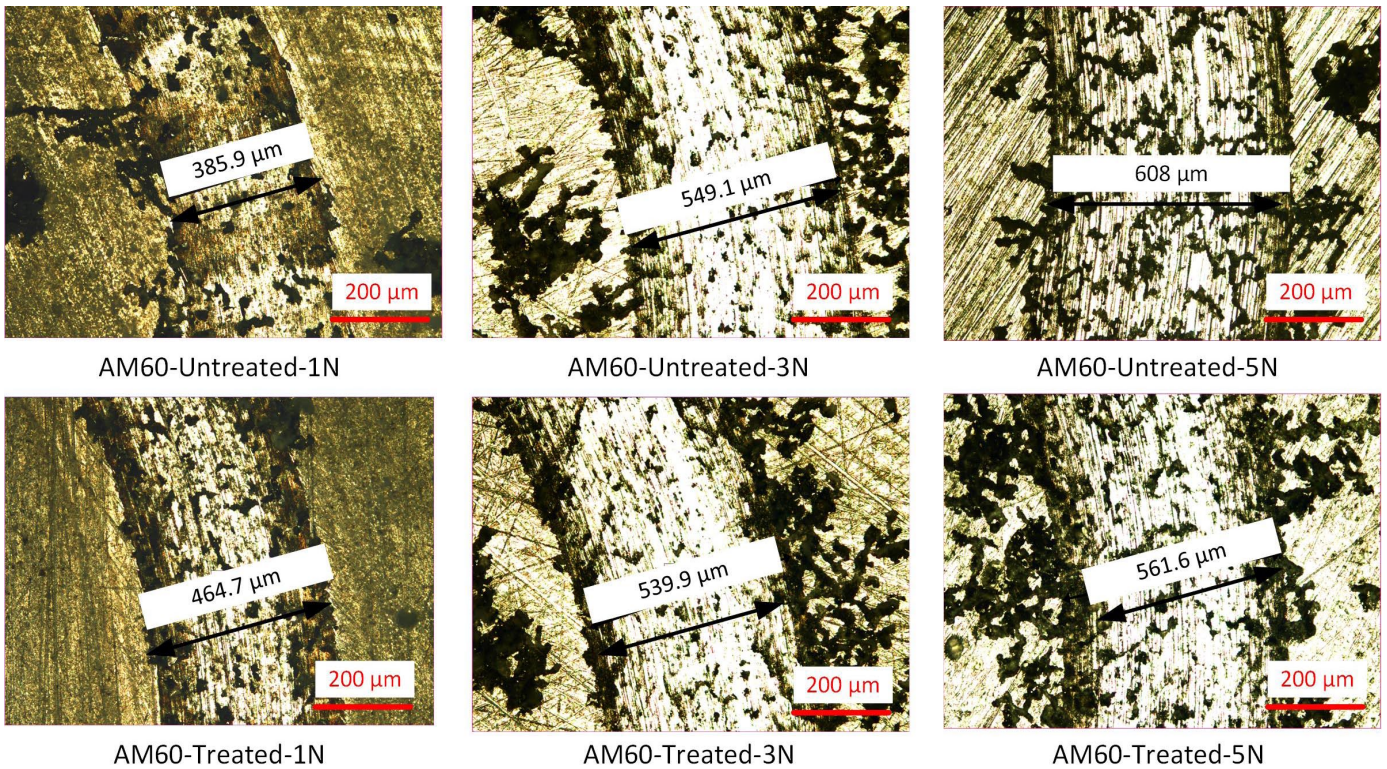 385.9 µm
200 µm
549.1 µm
200 µm
608 µm
200 µm
AM60-Untreated-1N
AM60-Untreated-3N
AM60-Untreated-5N
464.7 µm
200 µm
539.9 µm
200 µm
561.6 µm
200 µm
AM60-Treated-1N
AM60-Treated-3N
AM60-Treated-5N